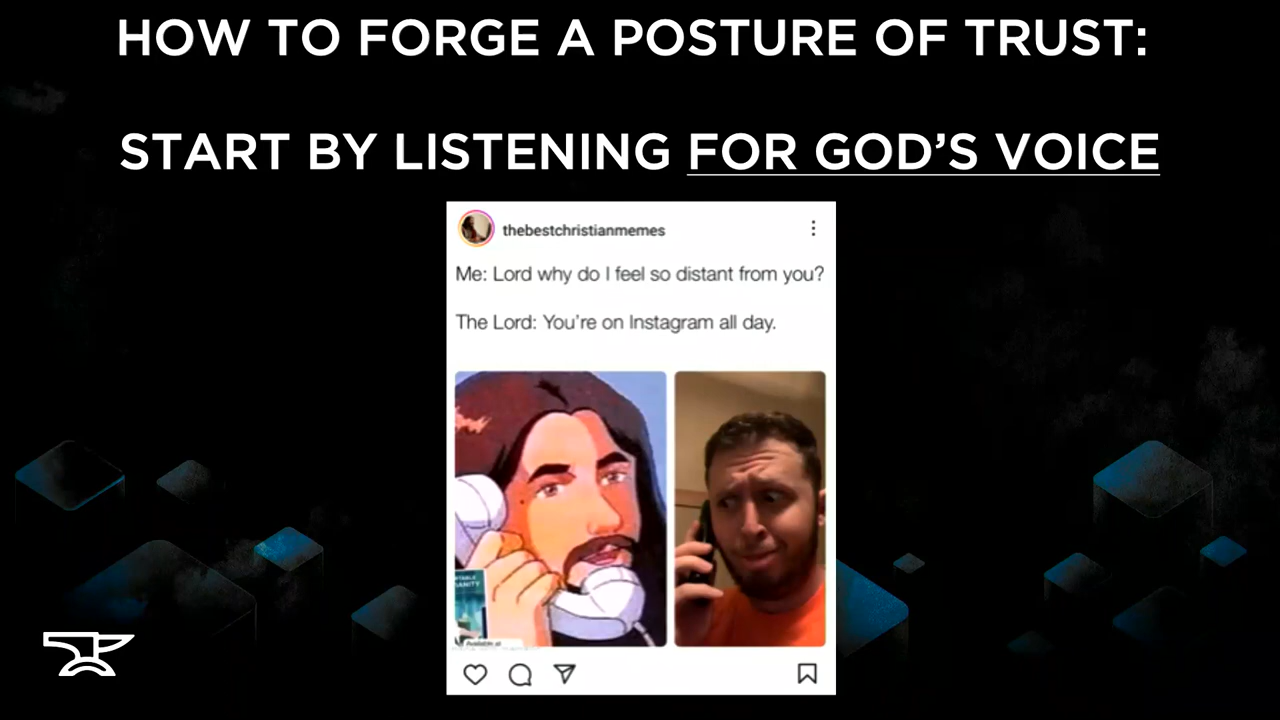 HOW TO FORGE A POSTURE OF TRUST:
START BY LISTENING FOR GOD'S VOICE
thebestchristianmemes
Me: Lord why do I feel so distant from you?
The Lord: You're on Instagram all day.